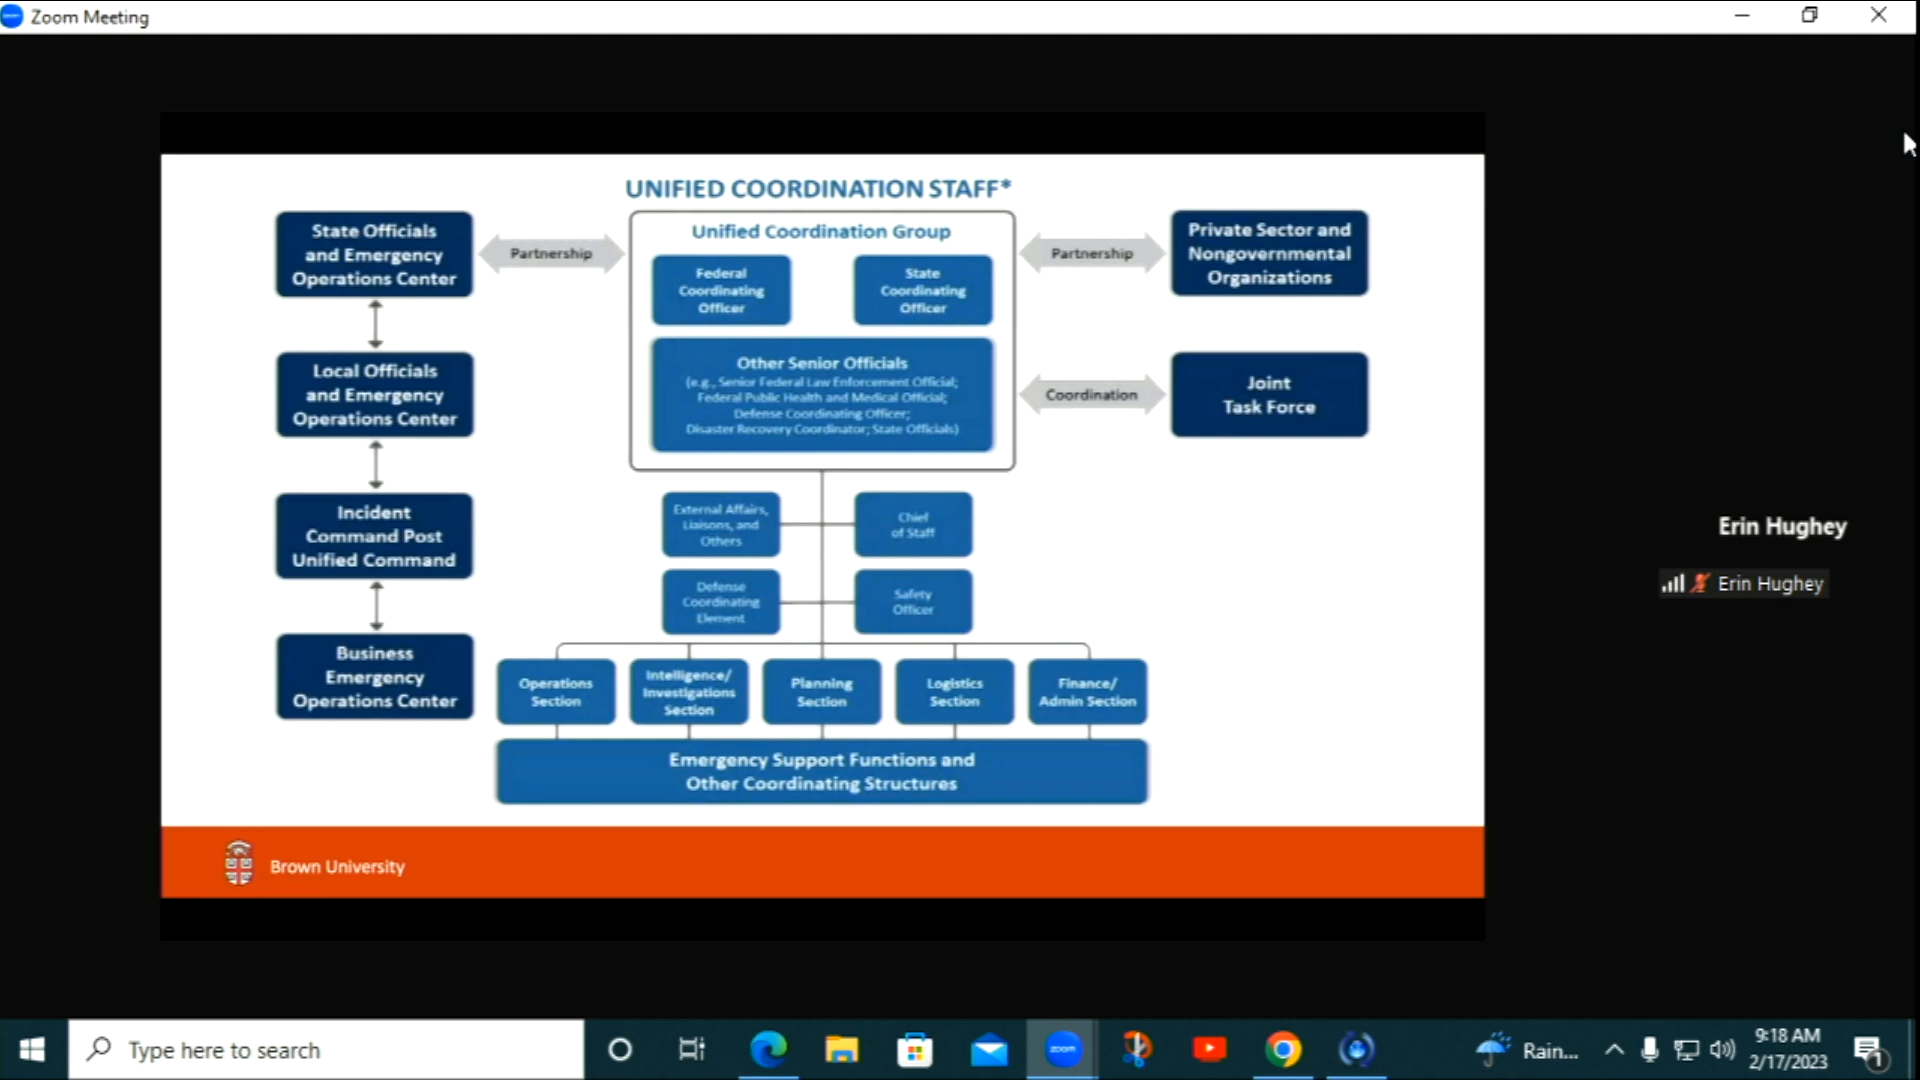 Zoom Meeting
UNIFIED COORDINATION STAFF*
State Officials
and Emergency
Operations Center
Partnership
Unified Coordination Group
Federal
Coordinating
Officer
State
Coordinating
Officer
Partnership
Private Sector and
Nongovernmental
Organizations
Local Officials
and Emergency
Operations Center
Other Senior Officials
(e.g., Senior Federal Law Enforcement Official;
Federal Public Health and Medical Official;
Defense Coordinating Officer;
Disaster Recovery Coordinator; State Officials)
Coordination
Joint
Task Force
Incident
Command Post
Unified Command
External Affairs,
Liaisons, and
Others
Chief
of Staff
Defense
Coordinating
Element
Safety
Officer
Business
Emergency
Operations Center
Operations
Section
Intelligence/
Investigations
Section
Planning
Section
Logistics
Section
Finance/
Admin Section
Emergency Support Functions and
Other Coordinating Structures
Brown University
Erin Hughey
Erin Hughey
Type here to search
zoom
Rain...
9:18 AM
2/17/2023
1